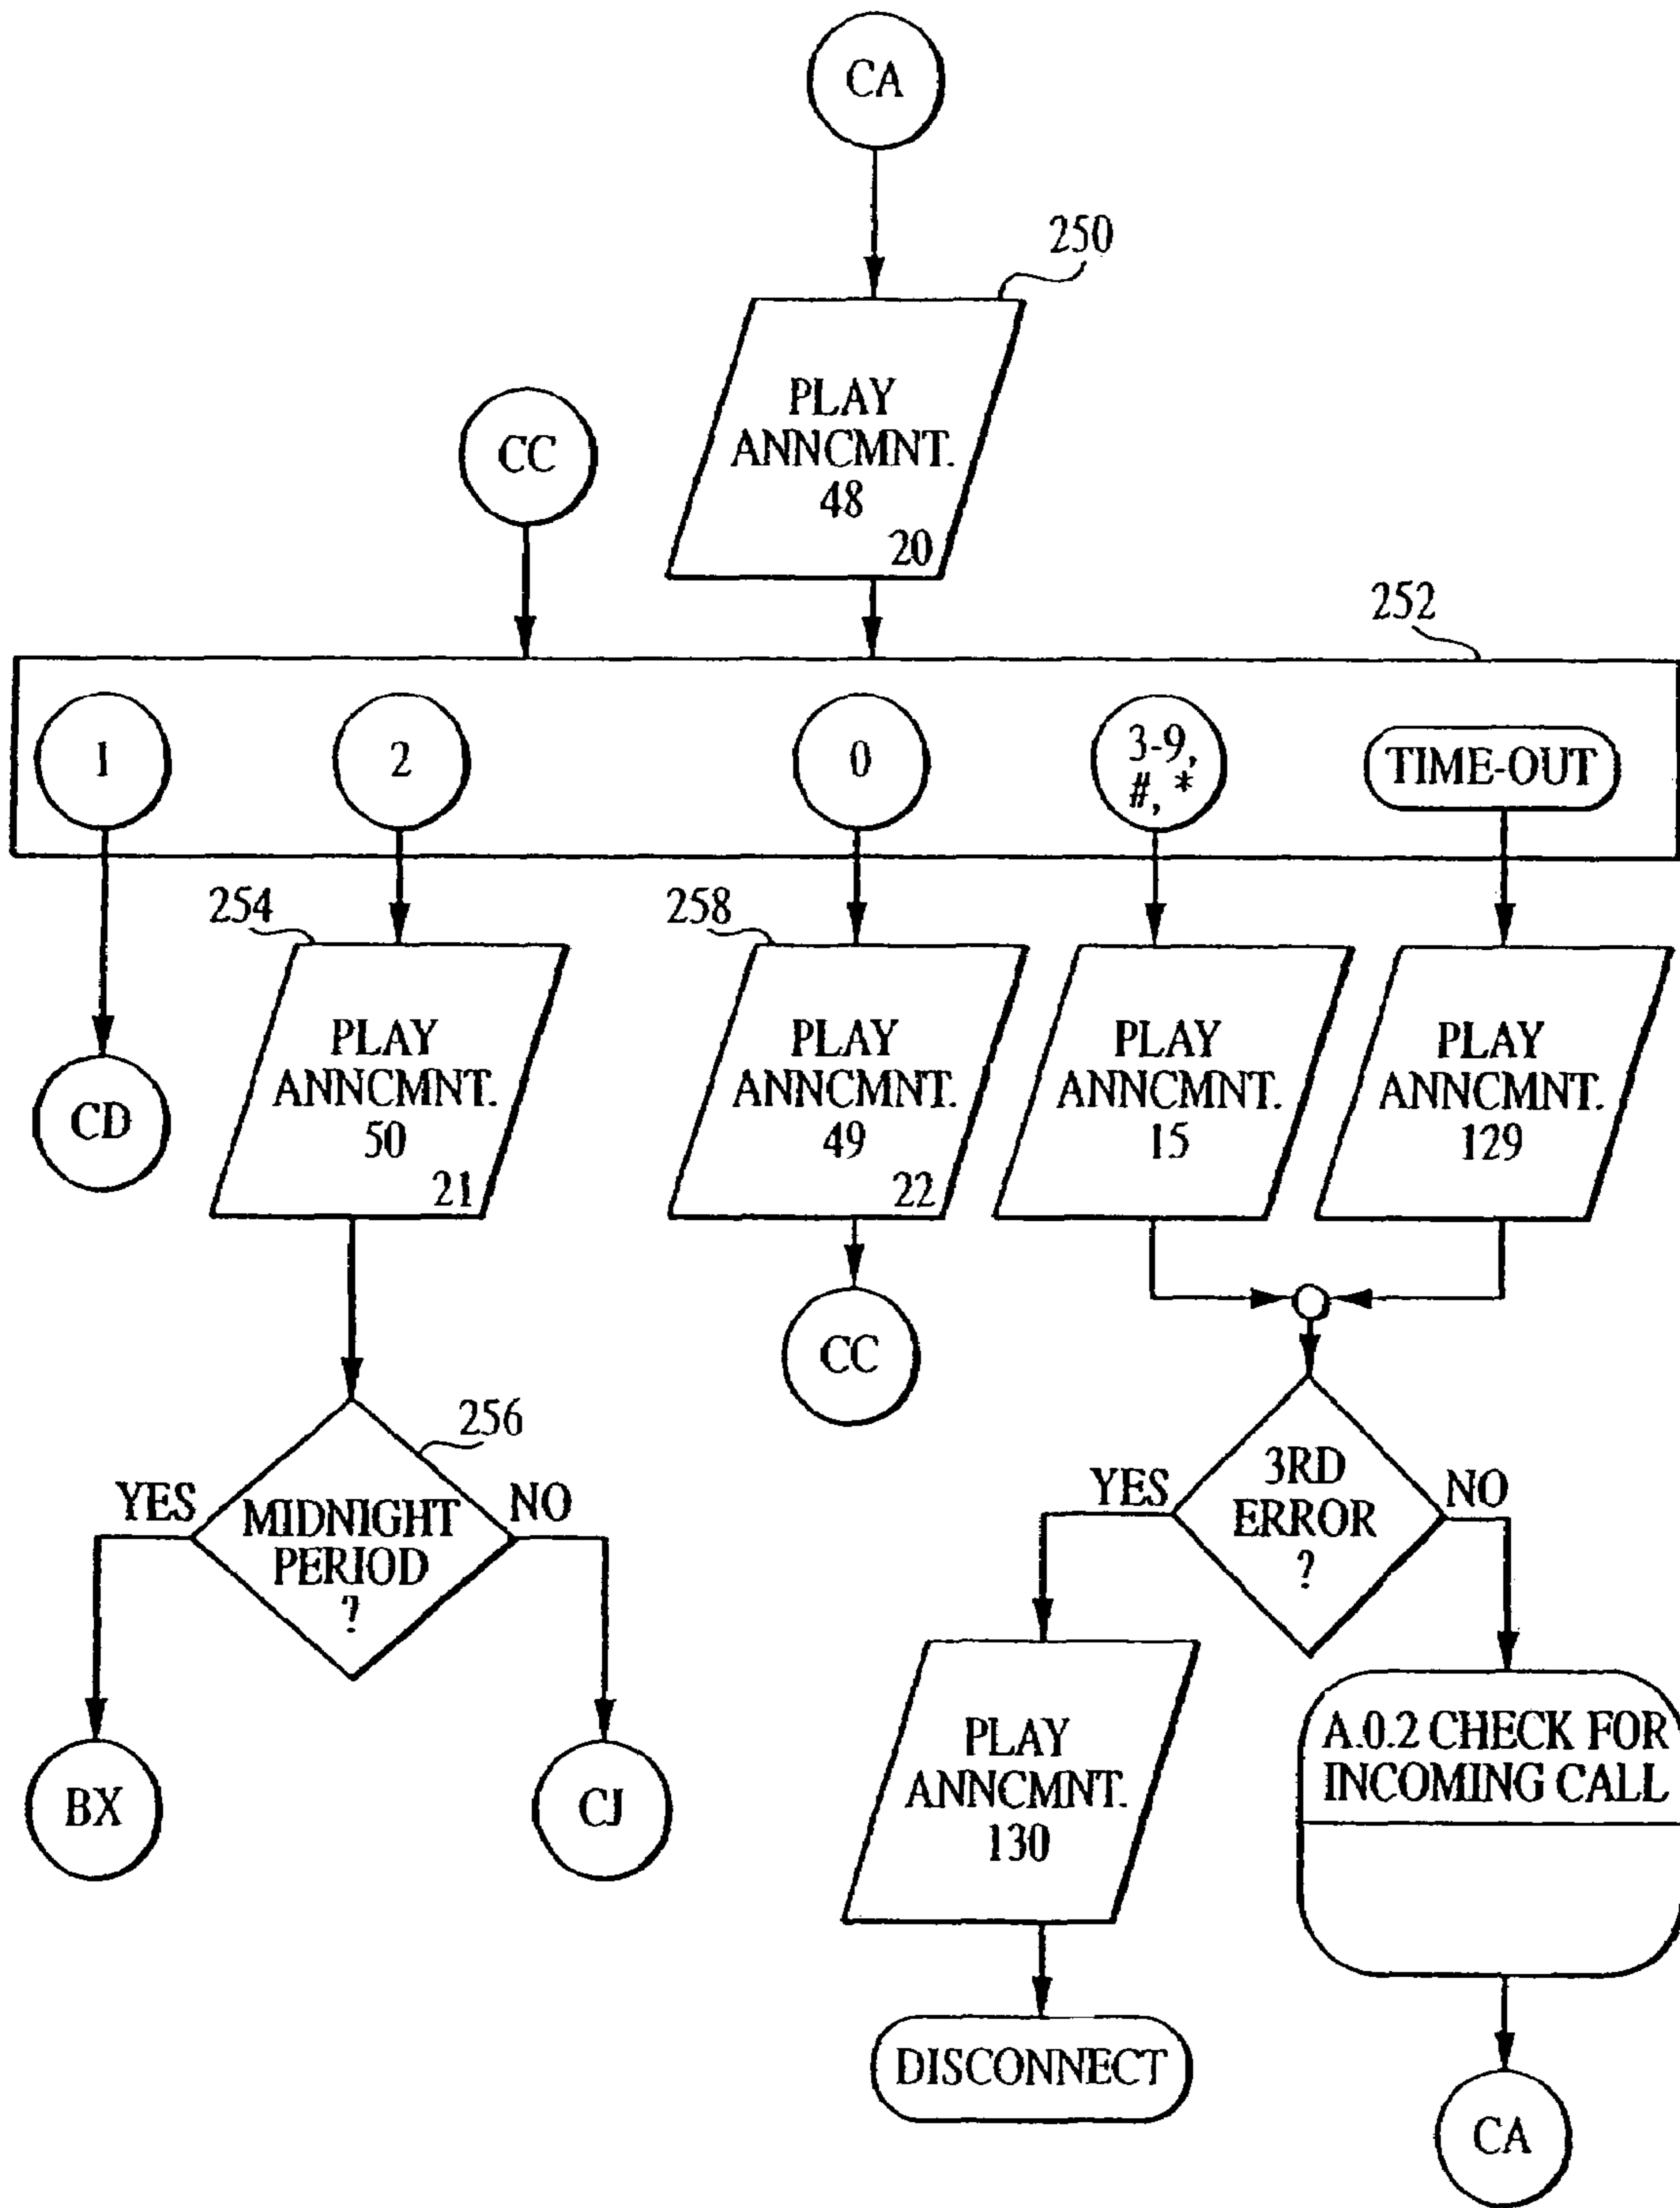 CA
250
PLAY
ANNCMNT.
48
20
CC
252
1
2
0
3-9,
#, *
TIME-OUT
254
258
CD
PLAY
ANNCMNT.
50
21
PLAY
ANNCMNT.
49
22
PLAY
ANNCMNT.
15
PLAY
ANNCMNT.
129
CC
256
YES
MIDNIGHT
PERIOD
?
NO
YES
3RD
ERROR
?
NO
BX
CJ
PLAY
ANNCMNT.
130
A.0.2 CHECK FOR
INCOMING CALL
DISCONNECT
CA